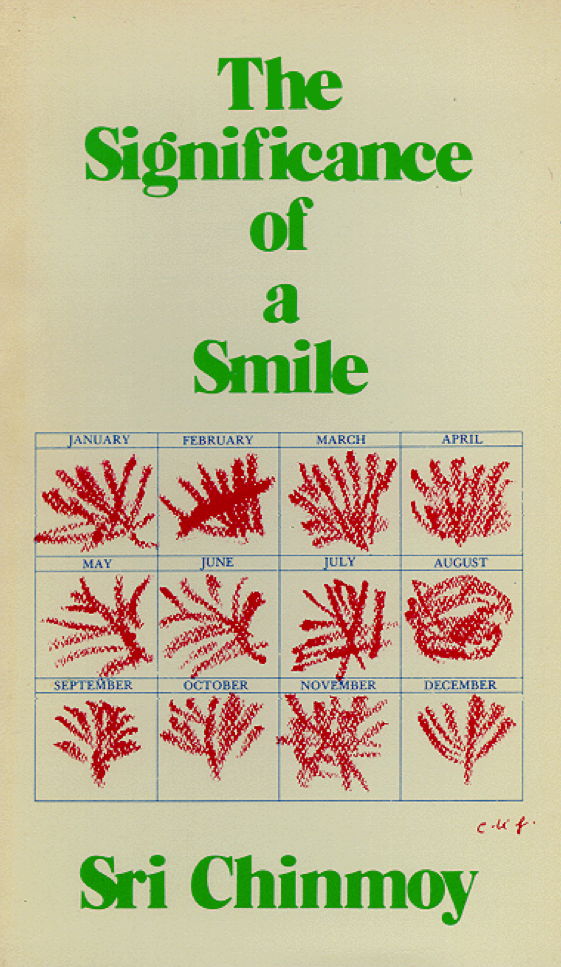 The
Significance
of
a
Smile
JANUARY FEBRUARY MARCH APRIL
MAY JUNE JULY AUGUST
SEPTEMBER OCTOBER NOVEMBER DECEMBER
Sri Chinmoy